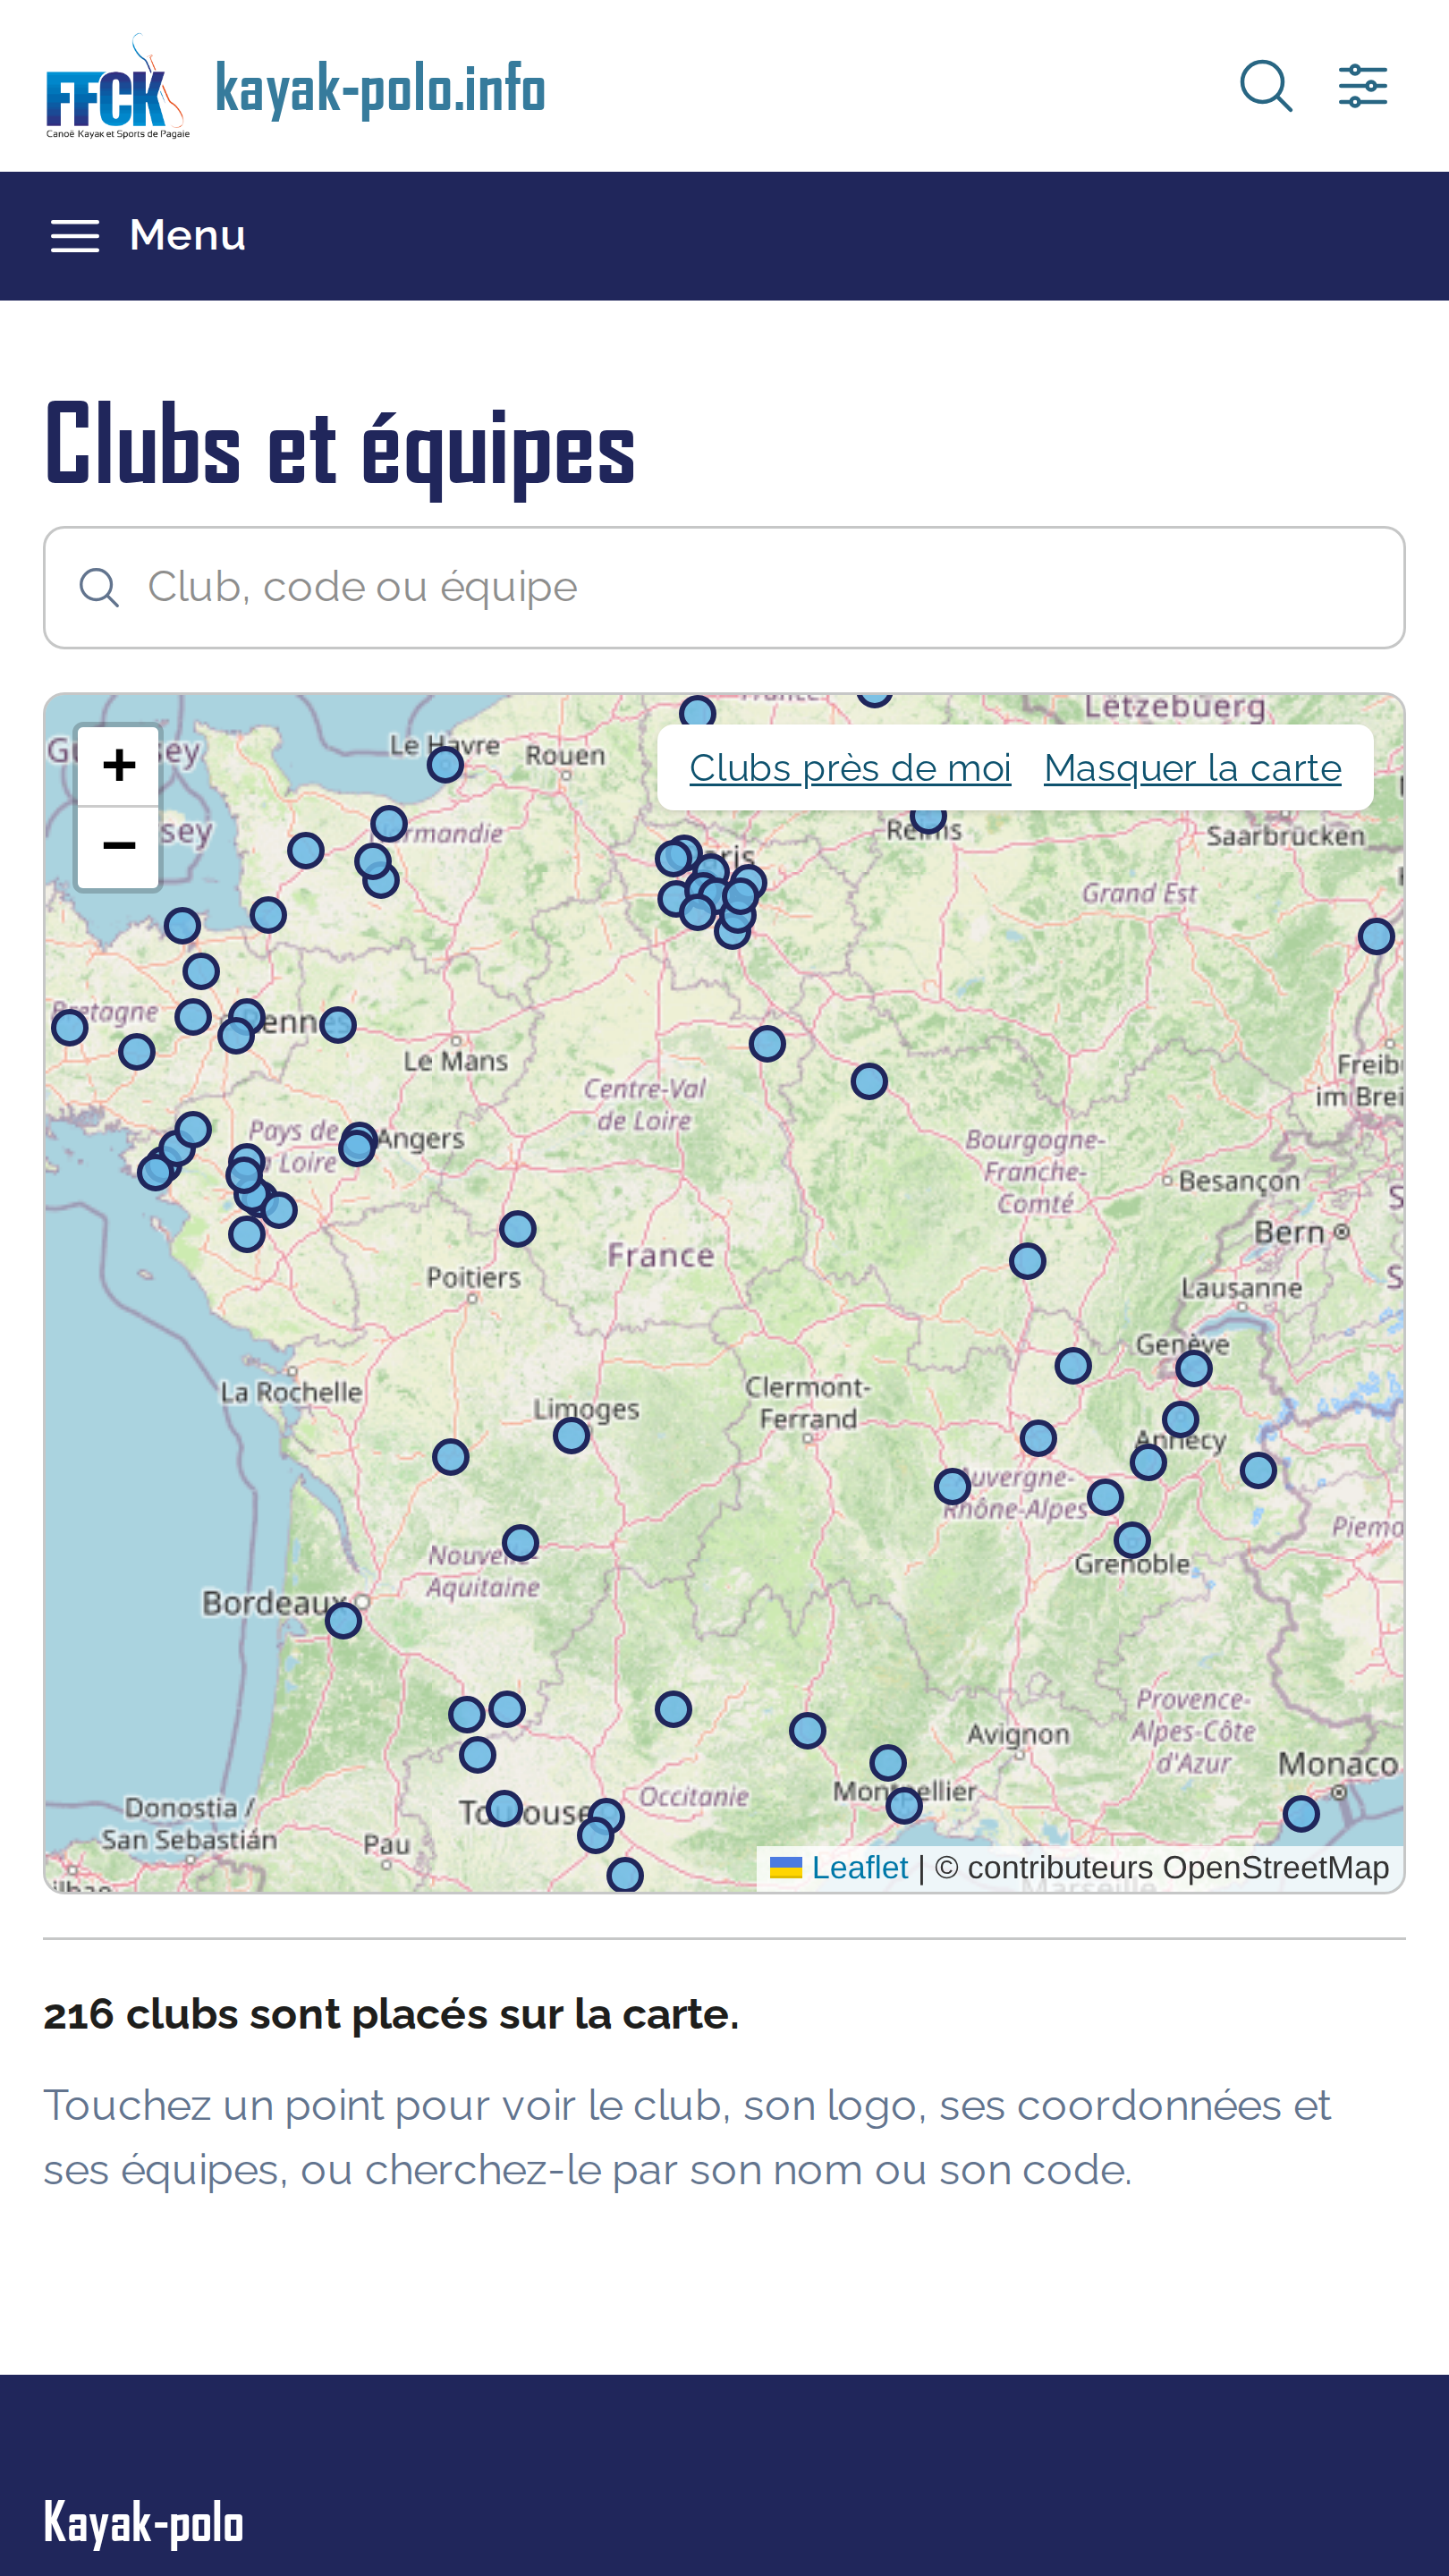 FFCK
Canoë Kayak et Sports de Pagaie
kayak-polo.info
Menu
Clubs et équipes
Club, code ou équipe
+
−
Clubs près de moi Masquer la carte
Lëtzebuerg
Le Havre
Rouen
Normandie
Paris
Reims
Saarbrücken
Grand Est
Bretagne
Rennes
Le Mans
Centre-Val
de Loire
Pays de
la Loire
Angers
Bourgogne-
Franche-
Comté
Besançon
Bern
France
Poitiers
Lausanne
Genève
La Rochelle
Limoges
Clermont-
Ferrand
Annecy
Auvergne-
Rhône-Alpes
Grenoble
Nouvelle-
Aquitaine
Bordeaux
Provence-
Alpes-Côte
d'Azur
Avignon
Monaco
Montpellier
Occitanie
Toulouse
Donostia /
San Sebastián
Pau
Marseille
Leaflet | © contributeurs OpenStreetMap
216 clubs sont placés sur la carte.
Touchez un point pour voir le club, son logo, ses coordonnées et
ses équipes, ou cherchez-le par son nom ou son code.
Kayak-polo